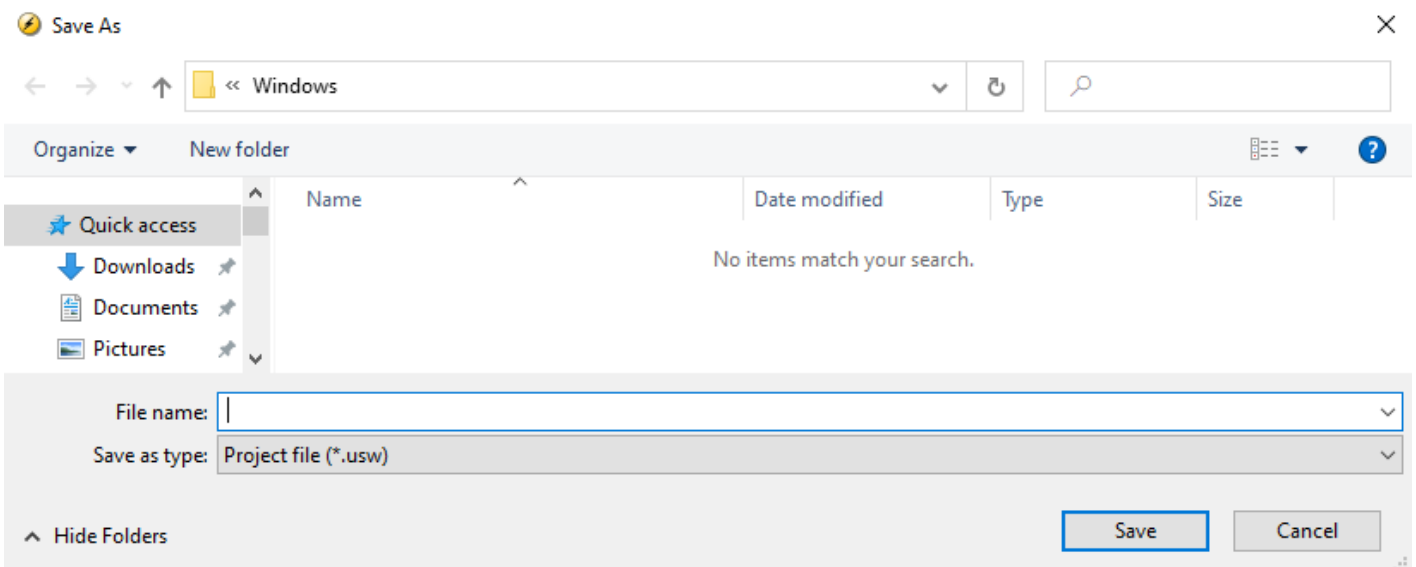 Save As
« Windows
Organize New folder
Name Date modified Type Size
Quick access
No items match your search.
Downloads
Documents
Pictures
File name:
Save as type: Project file (*.usw)
Hide Folders Save Cancel